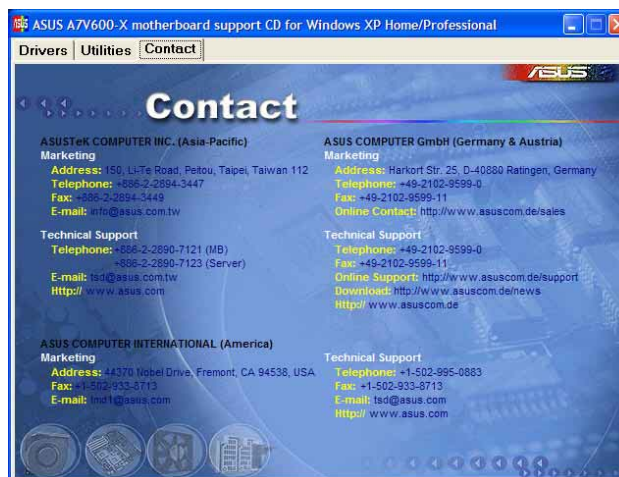 ASUS A7V600-X motherboard support CD for Windows XP Home/Professional
Drivers Utilities Contact
ASUS
Contact
ASUSTeK COMPUTER INC. (Asia-Pacific)
Marketing
Address: 150, Li-Te Road, Peitou, Taipei, Taiwan 112
Telephone: +886-2-2894-3447
Fax: +886-2-2894-3449
E-mail: info@asus.com.tw
Technical Support
Telephone: +886-2-2890-7121 (MB)
+886-2-2890-7123 (Server)
E-mail: tsd@asus.com.tw
Http:// www.asus.com
ASUS COMPUTER GmbH (Germany & Austria)
Marketing
Address: Harkort Str. 25, D-40880 Ratingen, Germany
Telephone: +49-2102-9599-0
Fax: +49-2102-9599-11
Online Contact: http://www.asuscom.de/sales
Technical Support
Telephone: +49-2102-9599-0
Fax: +49-2102-9599-11
Online Support: http://www.asuscom.de/support
Download: http://www.asuscom.de/news
Http:// www.asuscom.de
ASUS COMPUTER INTERNATIONAL (America)
Marketing
Address: 44370 Nobel Drive, Fremont, CA 94538, USA
Fax: +1-502-933-8713
E-mail: tmd1@asus.com
Technical Support
Telephone: +1-502-995-0883
Fax: +1-502-933-8713
E-mail: tsd@asus.com
Http:// www.asus.com